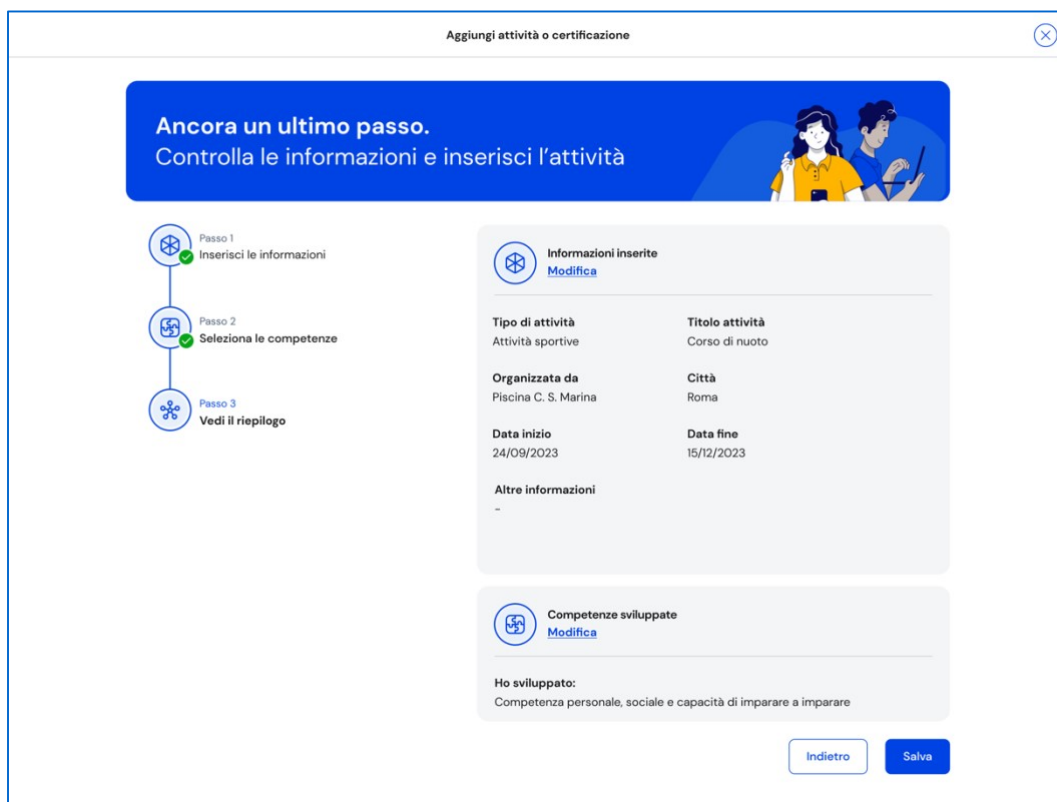 Aggiungi attività o certificazione
Ancora un ultimo passo.
Controlla le informazioni e inserisci l'attività
Passo 1
Inserisci le informazioni
Passo 2
Seleziona le competenze
Passo 3
Vedi il riepilogo
Informazioni inserite
Modifica
Tipo di attività
Attività sportive
Titolo attività
Corso di nuoto
Organizzata da
Piscina C. S. Marina
Città
Roma
Data inizio
24/09/2023
Data fine
15/12/2023
Altre informazioni
-
Competenze sviluppate
Modifica
Ho sviluppato:
Competenza personale, sociale e capacità di imparare a imparare
Indietro
Salva